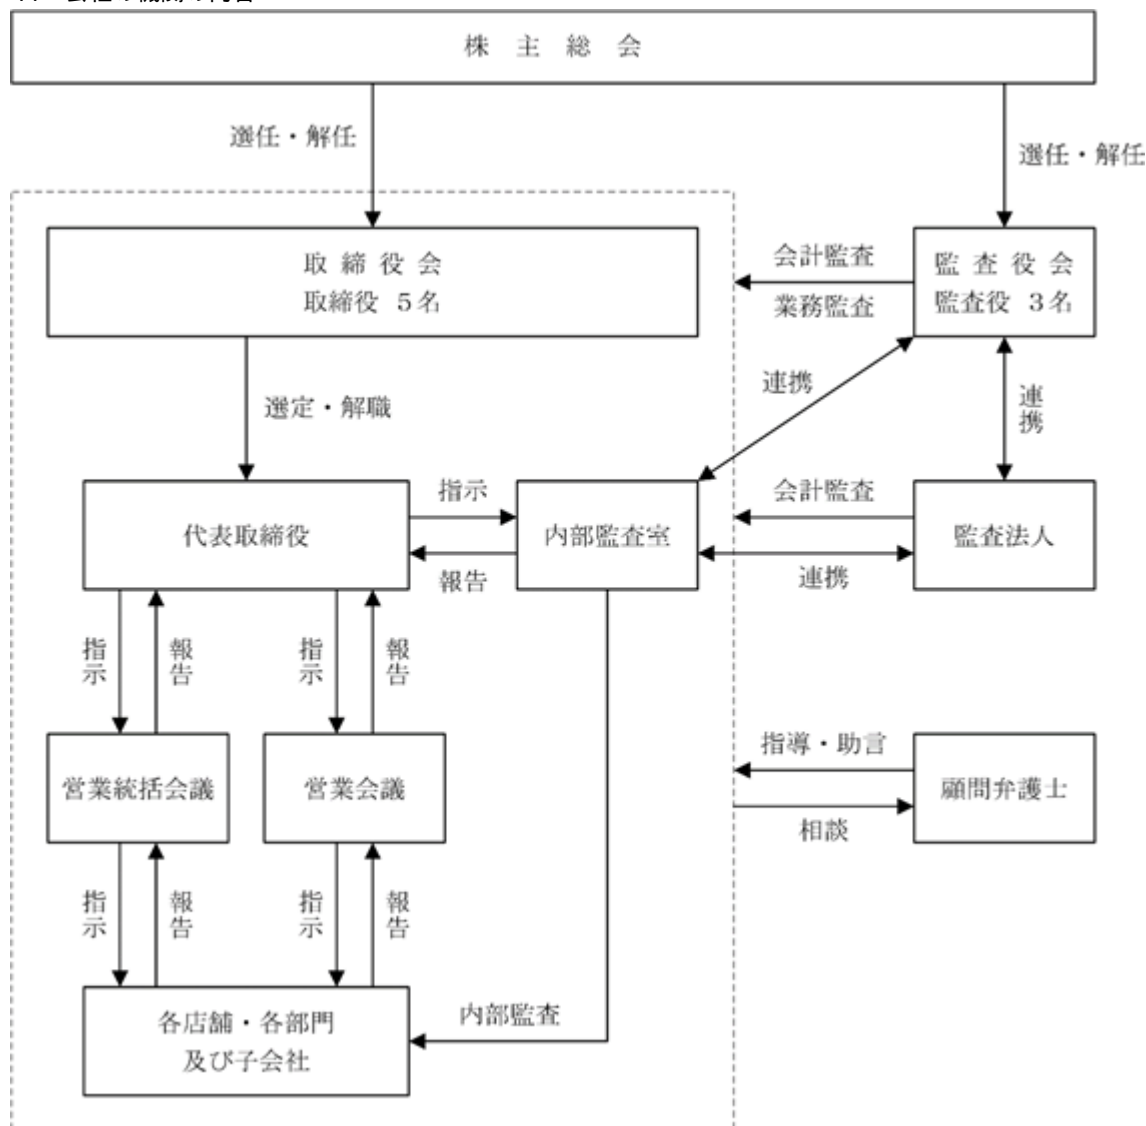 株主総会
選任・解任
選任・解任
取締役会
取締役 5名
会計監査
業務監査
監査役会
監査役 3名
連携
連携
選定・解職
代表取締役
指示
報告
内部監査室
会計監査
連携
監査法人
指示
報告
指示
報告
営業統括会議
営業会議
指導・助言
相談
顧問弁護士
指示
報告
指示
報告
各店舗・各部門
及び子会社
内部監査